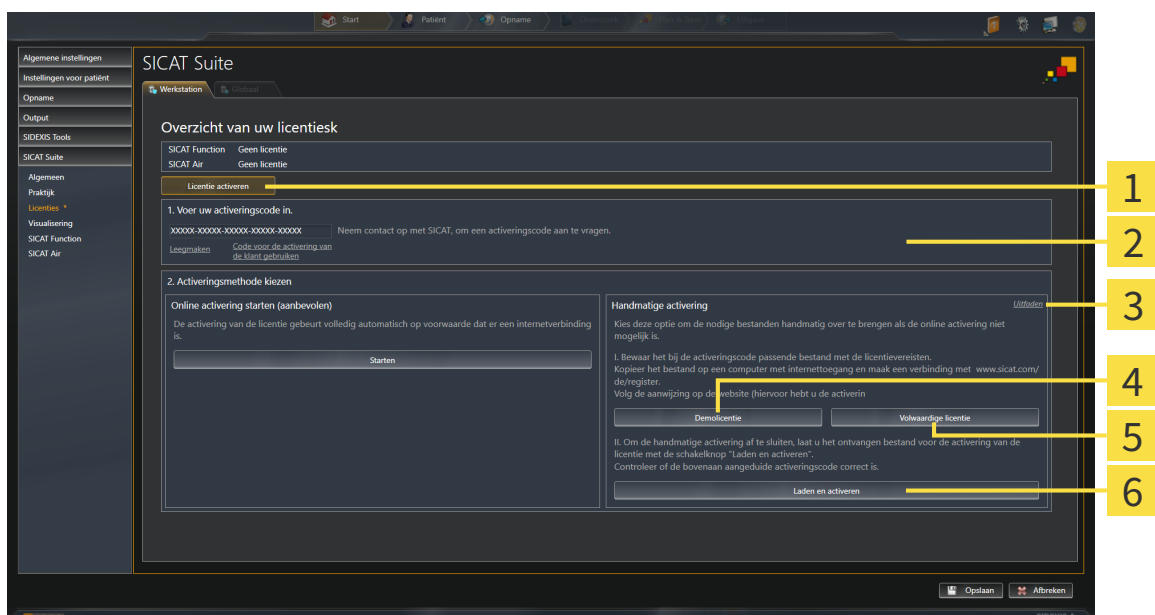 Start
Patiënt
Opname
Algemene instellingen
Instellingen voor patiënt
Opname
Output
SIDEXIS Tools
SICAT Suite
Algemeen
Praktijk
Licenties *
Visualisering
SICAT Function
SICAT Air
SICAT Suite
Werkstation
Globaal
Overzicht van uw licentiesk
SICAT Function Geen licentie
SICAT Air Geen licentie
Licentie activeren
1. Voer uw activeringscode in.
XXXXX-XXXXX-XXXXX-XXXXX-XXXXX
Neem contact op met SICAT, om een activeringscode aan te vragen.
Leegmaken
Code voor de activering van
de klant gebruiken
2. Activeringsmethode kiezen
Online activering starten (aanbevolen)
De activering van de licentie gebeurt volledig automatisch op voorwaarde dat er een internetverbinding
is.
Starten
Handmatige activering
Uitfaden
Kies deze optie om de nodige bestanden handmatig over te brengen als de online activering niet
mogelijk is.
I. Bewaar het bij de activeringscode passende bestand met de licentievereisten.
Kopieer het bestand op een computer met internettoegang en maak een verbinding met www.sicat.com/
de/register.
Volg de aanwijzing op de website (hiervoor hebt u de activerin
Demolicentie
Volwaardige licentie
II. Om de handmatige activering af te sluiten, laat u het ontvangen bestand voor de activering van de
licentie met de schakelknop "Laden en activeren".
Controleer of de bovenaan aangeduide activeringscode correct is.
Laden en activeren
Opslaan
Afbreken
1
2
3
4
5
6